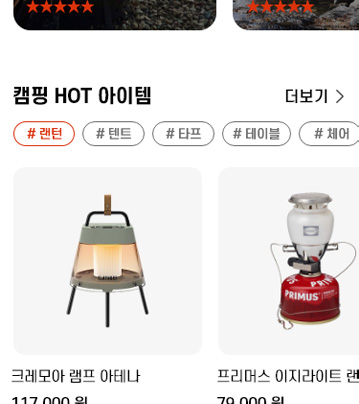 캠핑 HOT 아이템
더보기
# 랜턴 # 텐트 # 타프 # 테이블 # 체어
PRIMUS
크레모아 램프 아테나
프리머스 이지라이트 랜
117,000 원
79,000 원